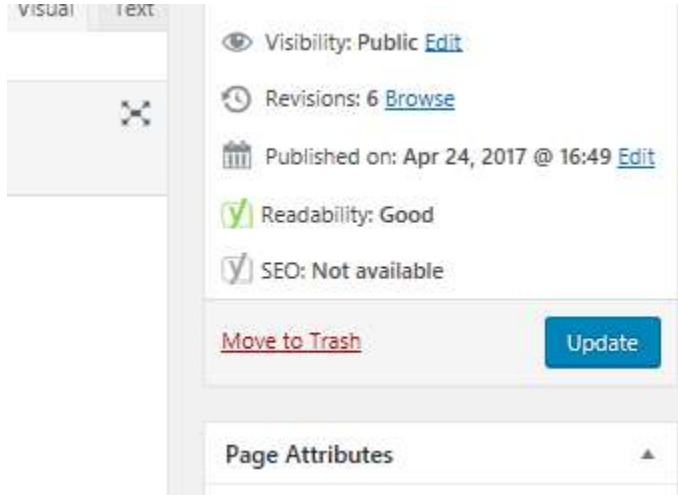 Visual Text
Visibility: Public Edit
Revisions: 6 Browse
Published on: Apr 24, 2017 @ 16:49 Edit
Readability: Good
SEO: Not available
Move to Trash Update
Page Attributes